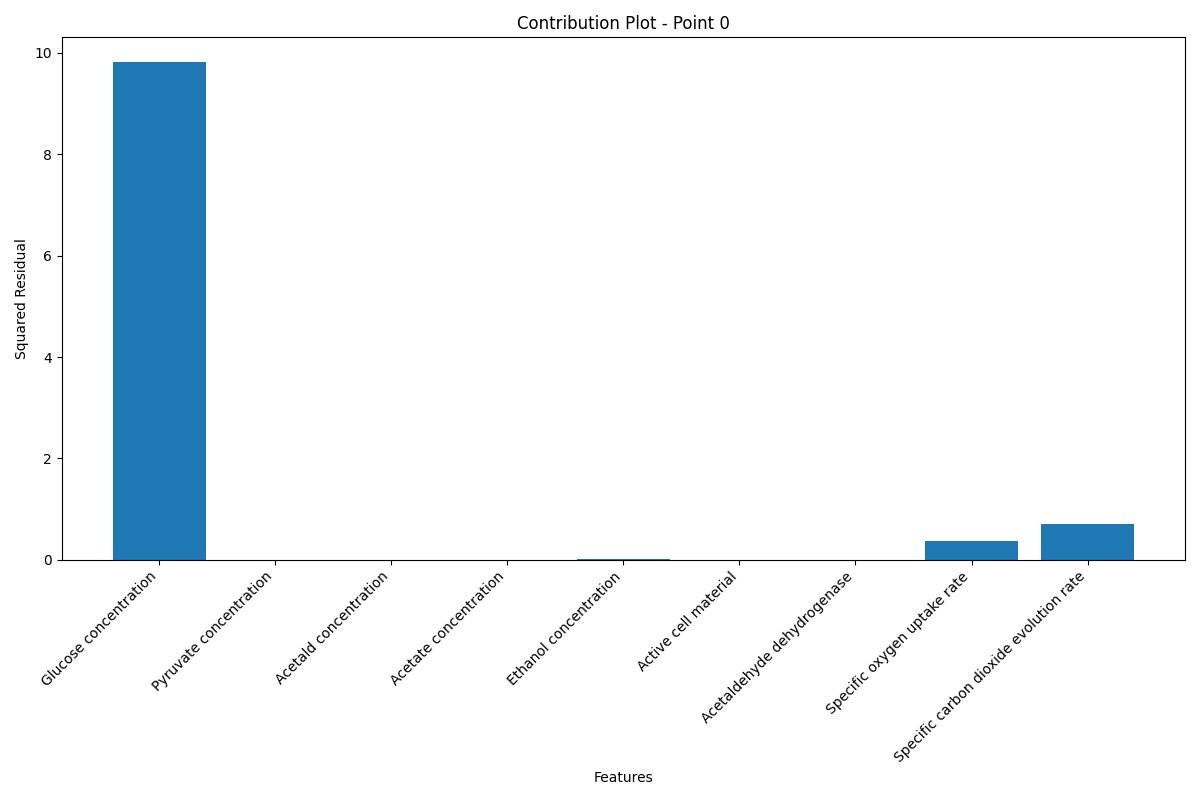 Contribution Plot - Point 0
Squared Residual
10
8
6
4
2
0
Glucose concentration
Pyruvate concentration
Acetald concentration
Acetate concentration
Ethanol concentration
Active cell material
Acetaldehyde dehydrogenase
Specific oxygen uptake rate
Specific carbon dioxide evolution rate
Features